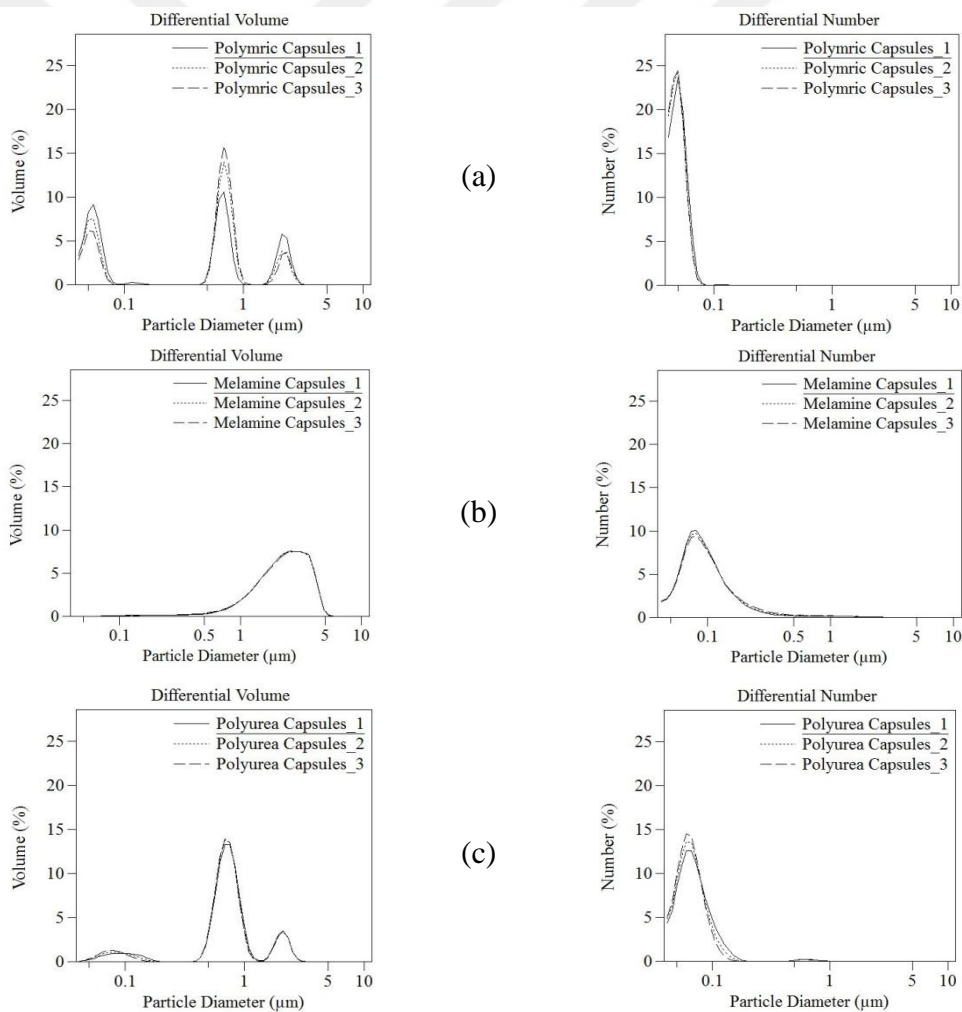 Differential Volume
Polymric Capsules_1
Polymric Capsules_2
Polymric Capsules_3
25
20
15
10
5
0
Volume (%)
0.1
1
5
10
Particle Diameter (µm)
(a)
Differential Number
Polymric Capsules_1
Polymric Capsules_2
Polymric Capsules_3
25
20
15
10
5
0
Number (%)
0.1
1
5
10
Particle Diameter (µm)
Differential Volume
Melamine Capsules_1
Melamine Capsules_2
Melamine Capsules_3
25
20
15
10
5
0
Volume (%)
0.1
0.5
1
5
10
Particle Diameter (µm)
(b)
Differential Number
Melamine Capsules_1
Melamine Capsules_2
Melamine Capsules_3
25
20
15
10
5
0
Number (%)
0.1
0.5
1
5
10
Particle Diameter (µm)
Differential Volume
Polyurea Capsules_1
Polyurea Capsules_2
Polyurea Capsules_3
25
20
15
10
5
0
Volume (%)
0.1
1
5
10
Particle Diameter (µm)
(c)
Differential Number
Polyurea Capsules_1
Polyurea Capsules_2
Polyurea Capsules_3
25
20
15
10
5
0
Number (%)
0.1
1
5
10
Particle Diameter (µm)